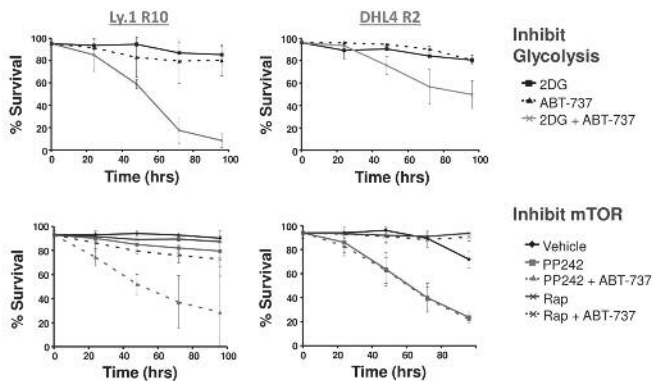 Ly.1 R10
DHL4 R2
% Survival
100
80
60
40
20
0
0 20 40 60 80 100
Time (hrs)
% Survival
100
80
60
40
20
0
0 20 40 60 80 100
Time (hrs)
Inhibit
Glycolysis
2DG
ABT-737
2DG + ABT-737
% Survival
100
80
60
40
20
0
0 20 40 60 80 100
Time (hrs)
% Survival
100
80
60
40
20
0
0 20 40 60 80 100
Time (hrs)
Inhibit mTOR
Vehicle
PP242
PP242 + ABT-737
Rap
Rap + ABT-737